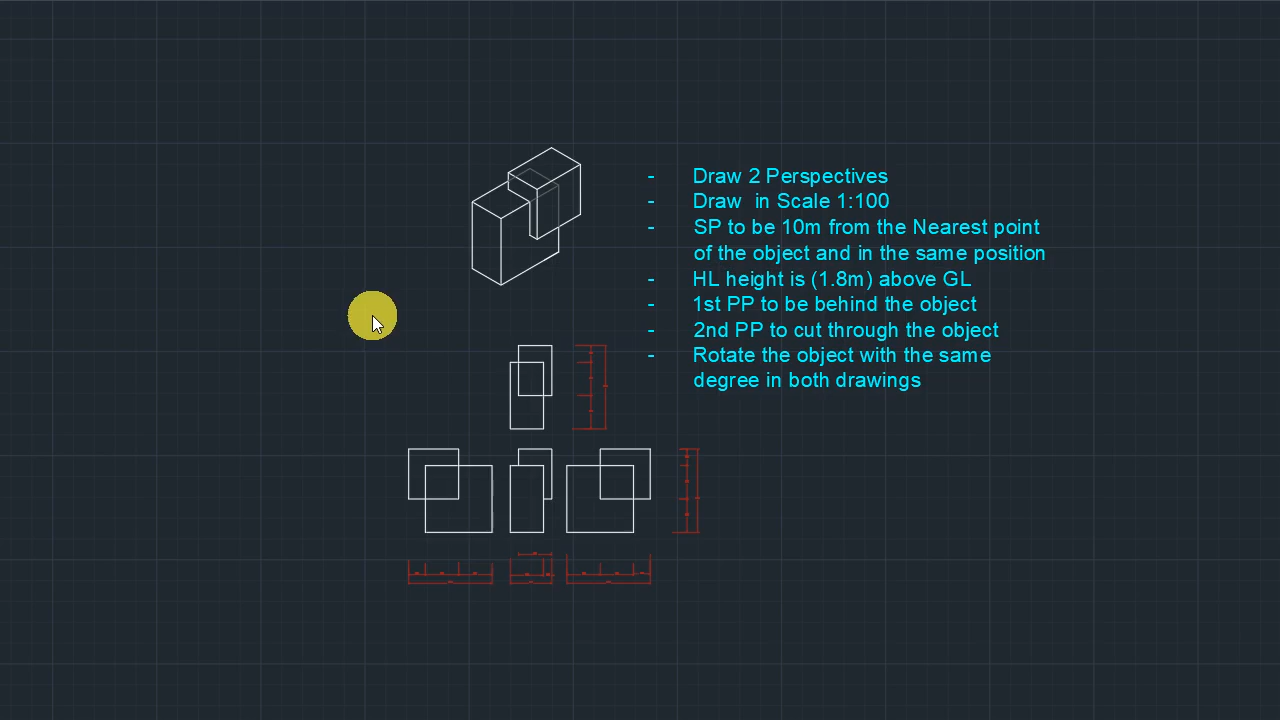 - Draw 2 Perspectives
- Draw in Scale 1:100
- SP to be 10m from the Nearest point
of the object and in the same position
- HL height is (1.8m) above GL
- 1st PP to be behind the object
- 2nd PP to cut through the object
- Rotate the object with the same
degree in both drawings